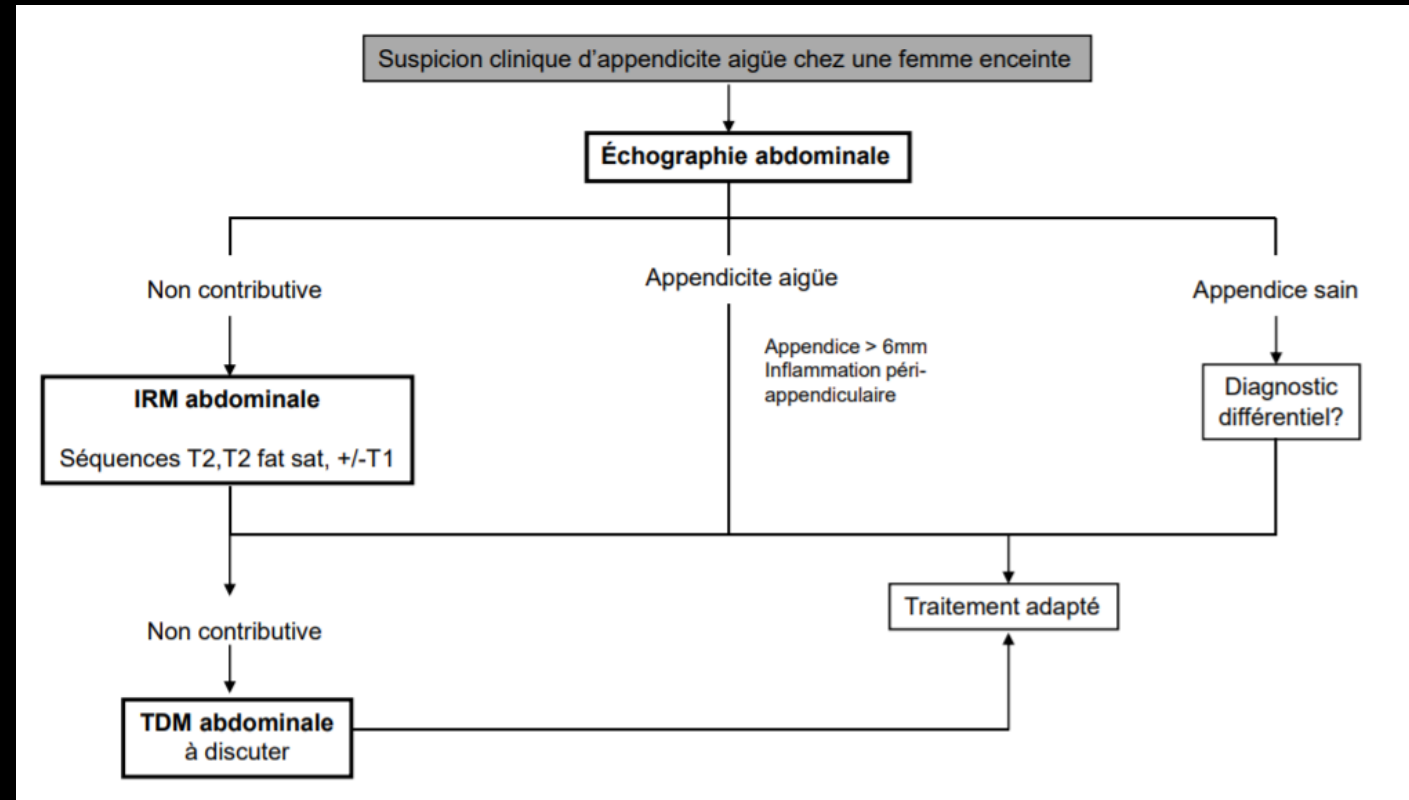 Suspicion clinique d'appendicite aigüe chez une femme enceinte
Échographie abdominale
Non contributive
Appendicite aigüe
Appendice sain
Appendice > 6mm
Inflammation péri-
appendiculaire
IRM abdominale
Séquences T2,T2 fat sat, +/-T1
Diagnostic
différentiel?
Traitement adapté
Non contributive
TDM abdominale
à discuter